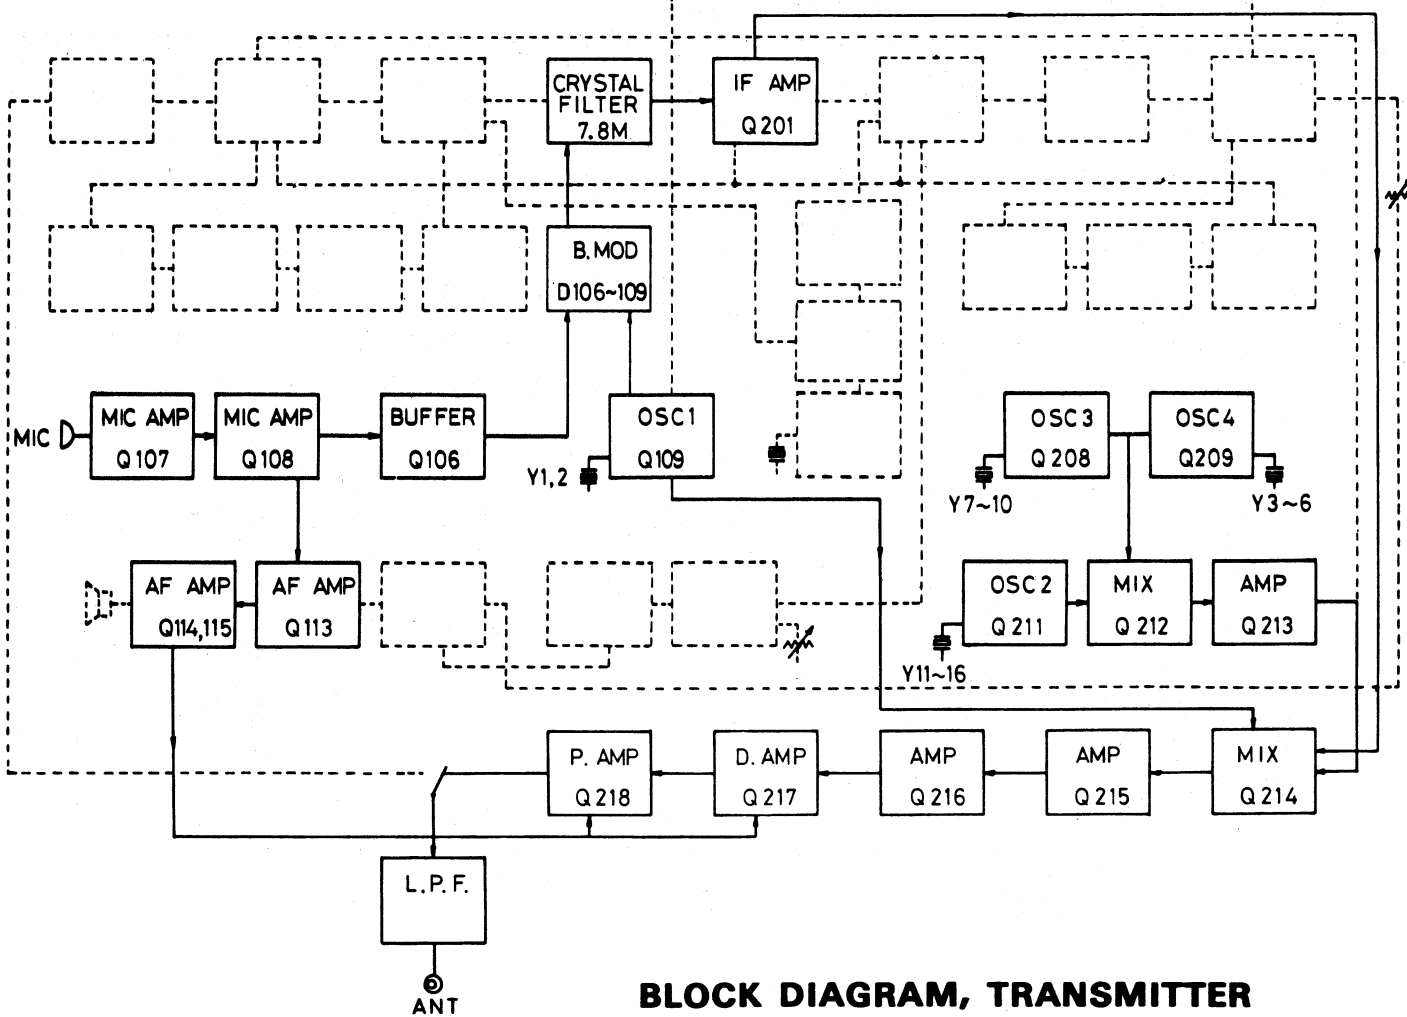 CRYSTAL
FILTER
7.8M
IF AMP
Q201
B.MOD
D106~109
MIC
MIC AMP
Q107
MIC AMP
Q108
BUFFER
Q106
OSC1
Q109
Y1,2
OSC3
Q208
Y7~10
OSC4
Q209
Y3~6
AF AMP
Q114,115
AF AMP
Q113
OSC2
Q211
Y11~16
MIX
Q212
AMP
Q213
P. AMP
Q218
D. AMP
Q217
AMP
Q216
AMP
Q215
MIX
Q214
L.P.F.
ANT
BLOCK DIAGRAM, TRANSMITTER